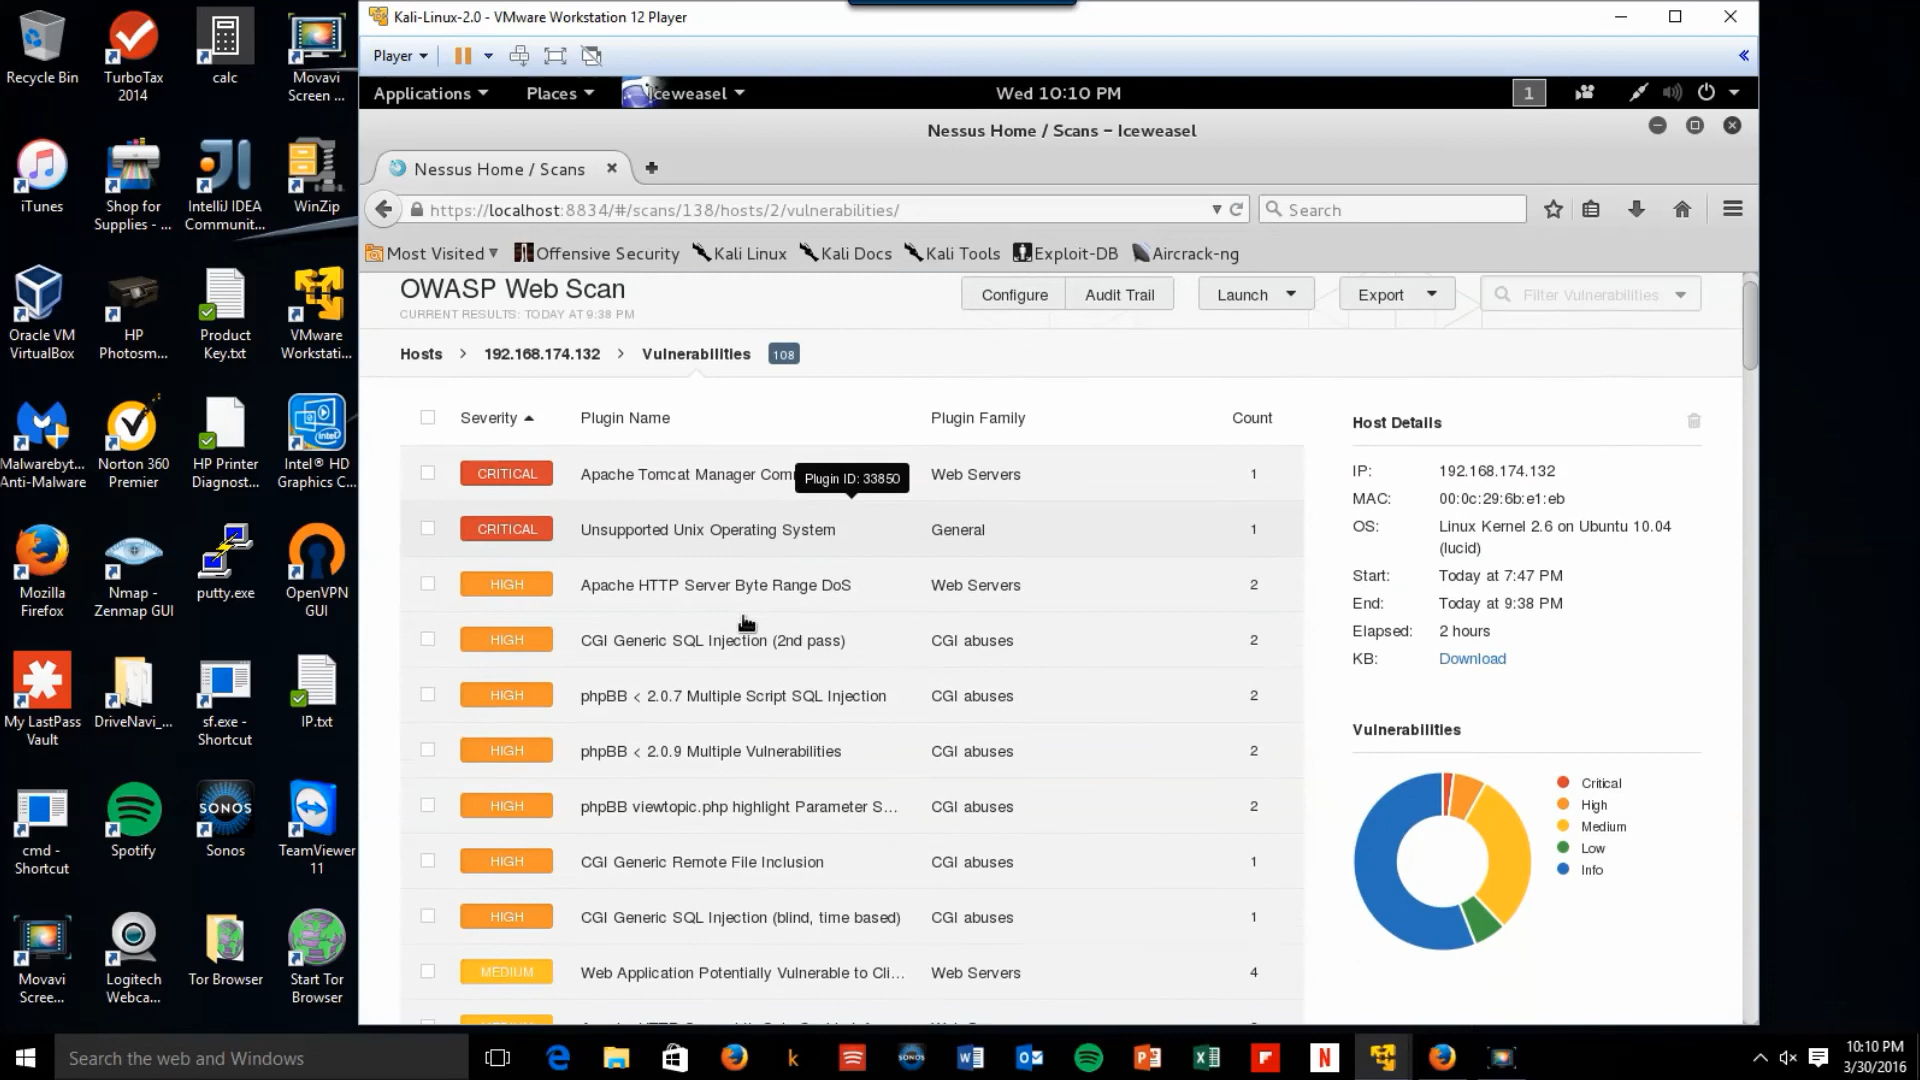 Kali-Linux-2.0 - VMware Workstation 12 Player
Player
Applications
Places
Iceweasel
Wed 10:10 PM
1
Nessus Home / Scans - Iceweasel
Nessus Home / Scans
https://localhost:8834/#/scans/138/hosts/2/vulnerabilities/
Search
Most Visited
Offensive Security
Kali Linux
Kali Docs
Kali Tools
Exploit-DB
Aircrack-ng
OWASP Web Scan
CURRENT RESULTS: TODAY AT 9:38 PM
Configure
Audit Trail
Launch
Export
Filter Vulnerabilities
Hosts > 192.168.174.132 > Vulnerabilities 108
Severity Plugin Name Plugin Family Count
CRITICAL Apache Tomcat Manager Com Web Servers 1
Plugin ID: 33850
CRITICAL Unsupported Unix Operating System General 1
HIGH Apache HTTP Server Byte Range DoS Web Servers 2
HIGH CGI Generic SQL Injection (2nd pass) CGI abuses 2
HIGH phpBB < 2.0.7 Multiple Script SQL Injection CGI abuses 2
HIGH phpBB < 2.0.9 Multiple Vulnerabilities CGI abuses 2
HIGH phpBB viewtopic.php highlight Parameter S... CGI abuses 2
HIGH CGI Generic Remote File Inclusion CGI abuses 1
HIGH CGI Generic SQL Injection (blind, time based) CGI abuses 1
MEDIUM Web Application Potentially Vulnerable to Cli... Web Servers 4
Host Details
IP: 192.168.174.132
MAC: 00:0c:29:6b:e1:eb
OS: Linux Kernel 2.6 on Ubuntu 10.04
(lucid)
Start: Today at 7:47 PM
End: Today at 9:38 PM
Elapsed: 2 hours
KB: Download
Vulnerabilities
Critical
High
Medium
Low
Info
Recycle Bin
TurboTax
2014
calc
Movavi
Screen ...
iTunes
Shop for
Supplies - ...
IntelliJ IDEA
Communit...
WinZip
Oracle VM
VirtualBox
HP
Photosm...
Product
Key.txt
VMware
Workstati...
Malwarebyt...
Anti-Malware
Norton 360
Premier
HP Printer
Diagnost...
Intel® HD
Graphics C...
Mozilla
Firefox
Nmap -
Zenmap GUI
putty.exe
OpenVPN
GUI
My LastPass
Vault
DriveNavi_...
sf.exe -
Shortcut
IP.txt
cmd -
Shortcut
Spotify
SONOS
Sonos
TeamViewer
11
Movavi
Scree...
Logitech
Webca...
Tor Browser
Start Tor
Browser
Search the web and Windows
10:10 PM
3/30/2016